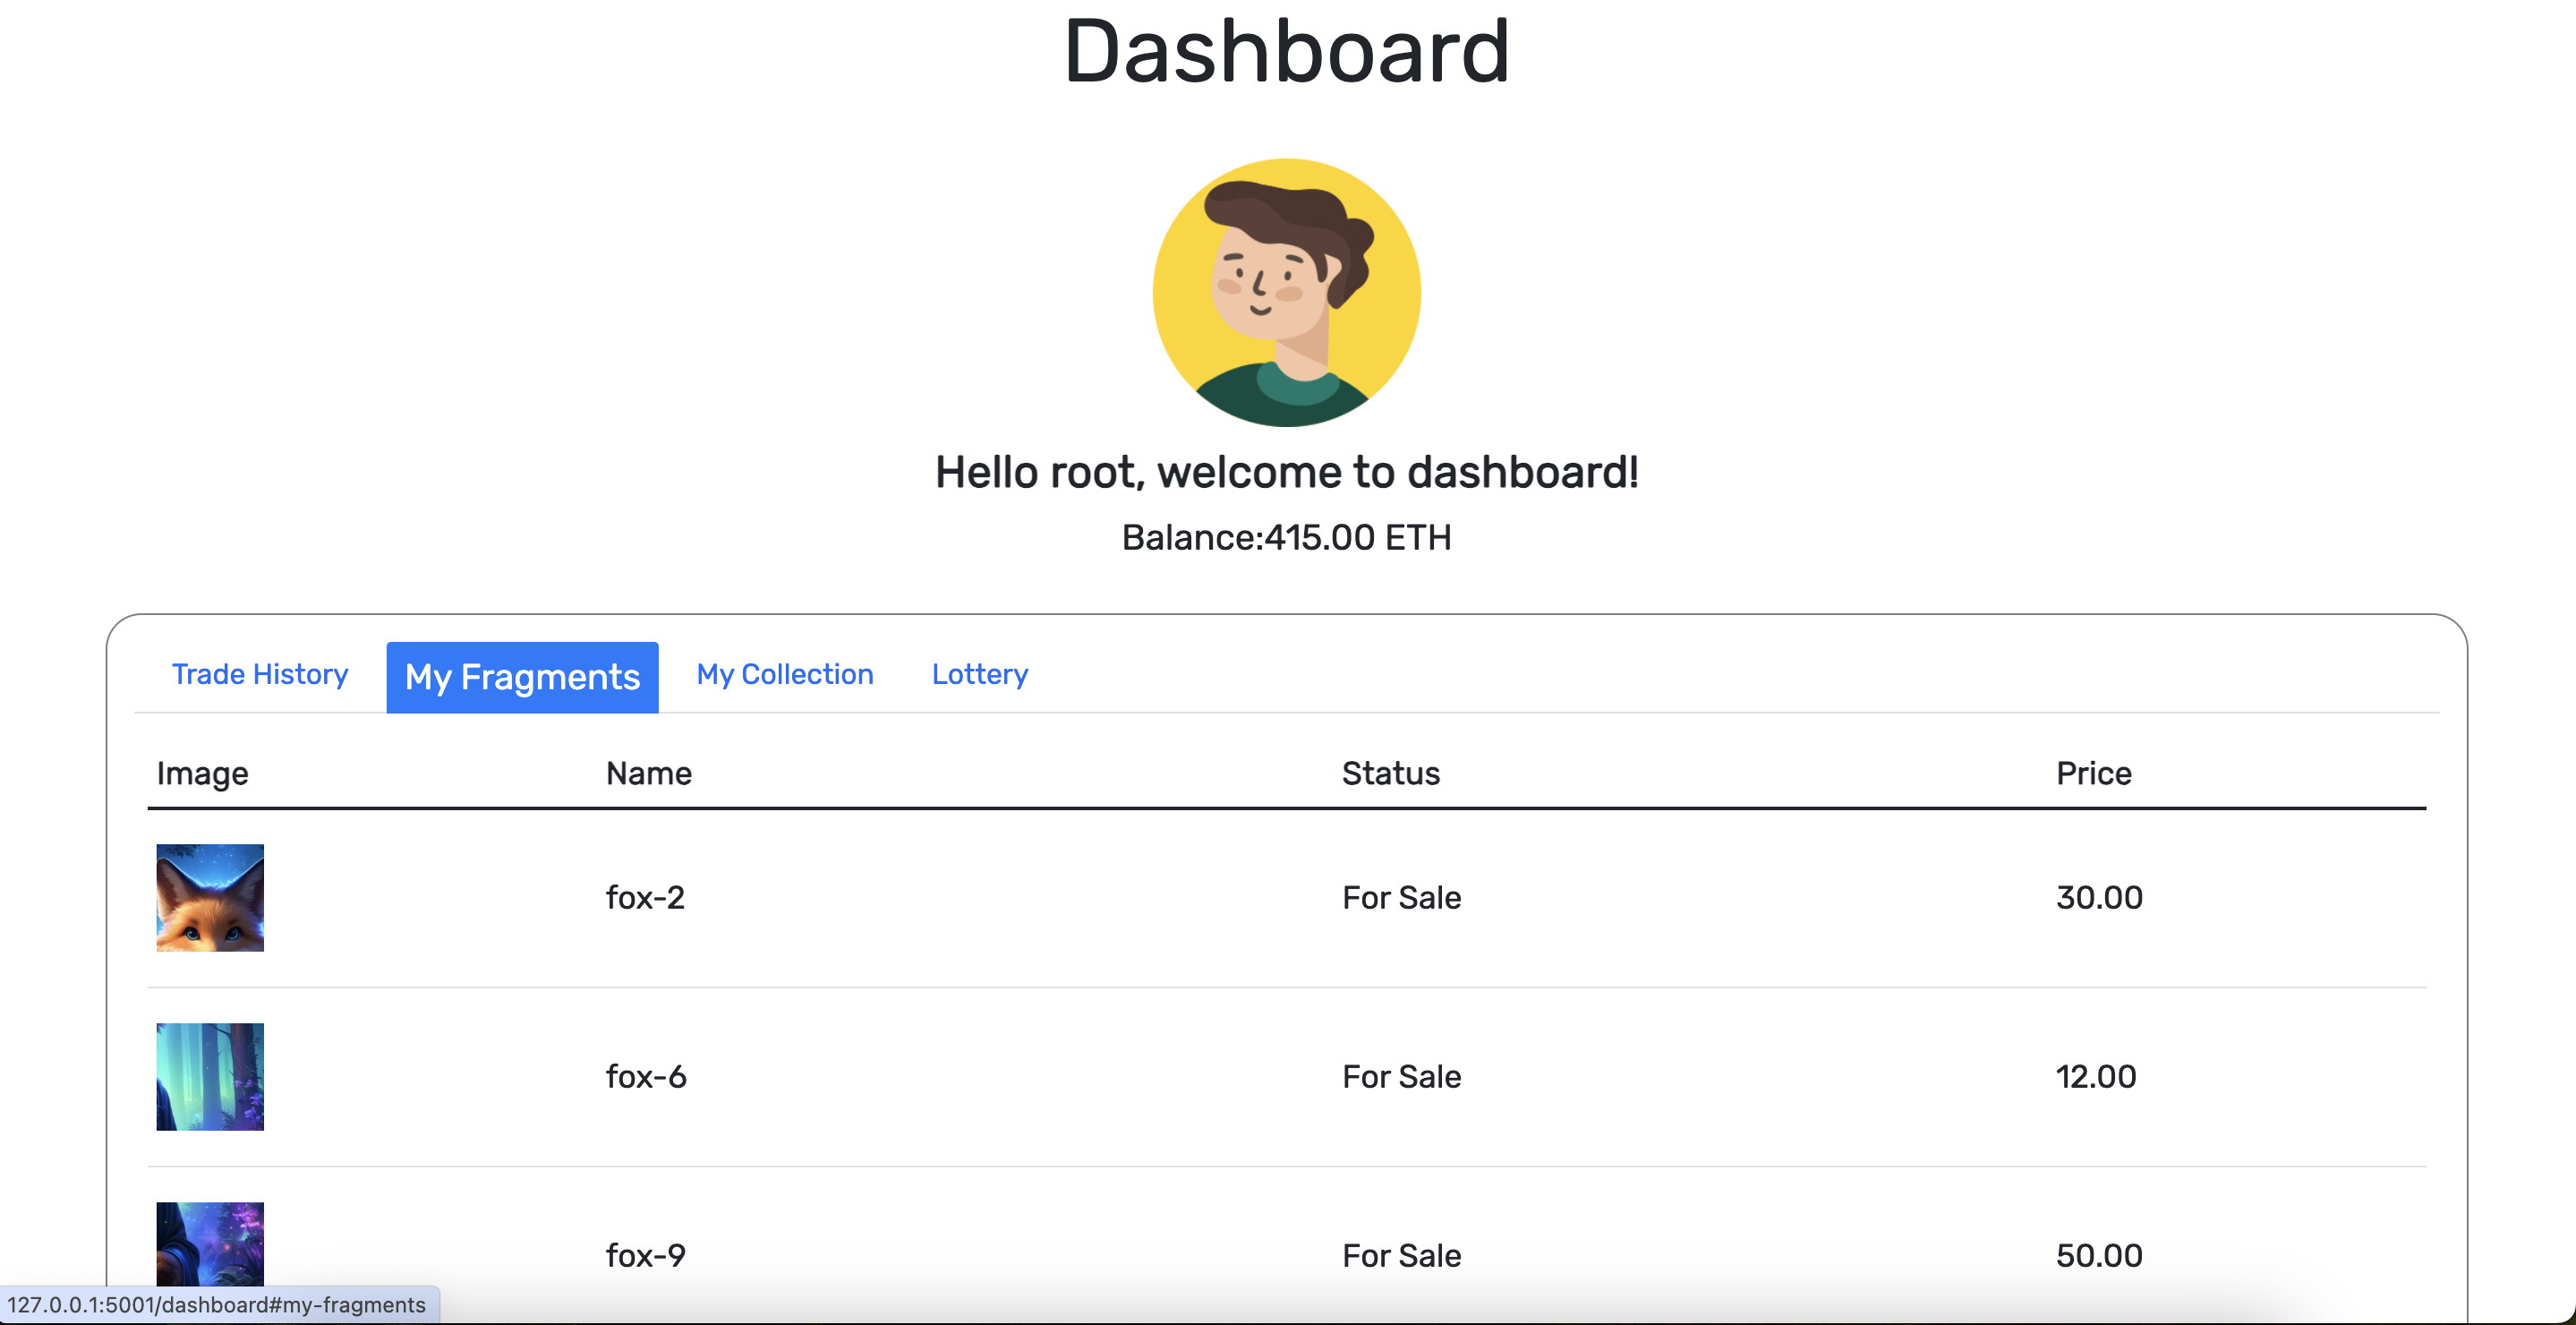 Dashboard
Hello root, welcome to dashboard!
Balance:415.00 ETH
Trade History My Fragments My Collection Lottery
Image Name Status Price
fox-2 For Sale 30.00
fox-6 For Sale 12.00
fox-9 For Sale 50.00
127.0.0.1:5001/dashboard#my-fragments